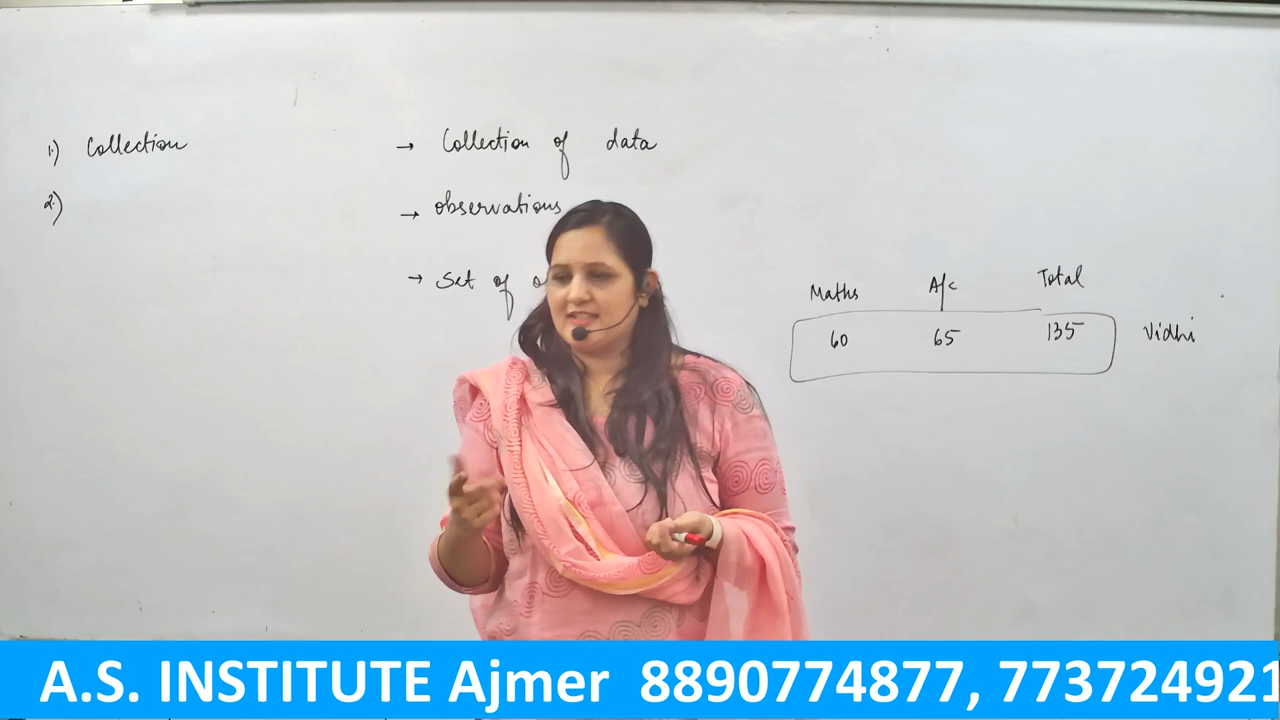 1.) Collection → Collection of data
2.) → observations
→ Set of
Maths A/c Total
60 65 135 Vidhi
A.S. INSTITUTE Ajmer 8890774877, 773724921